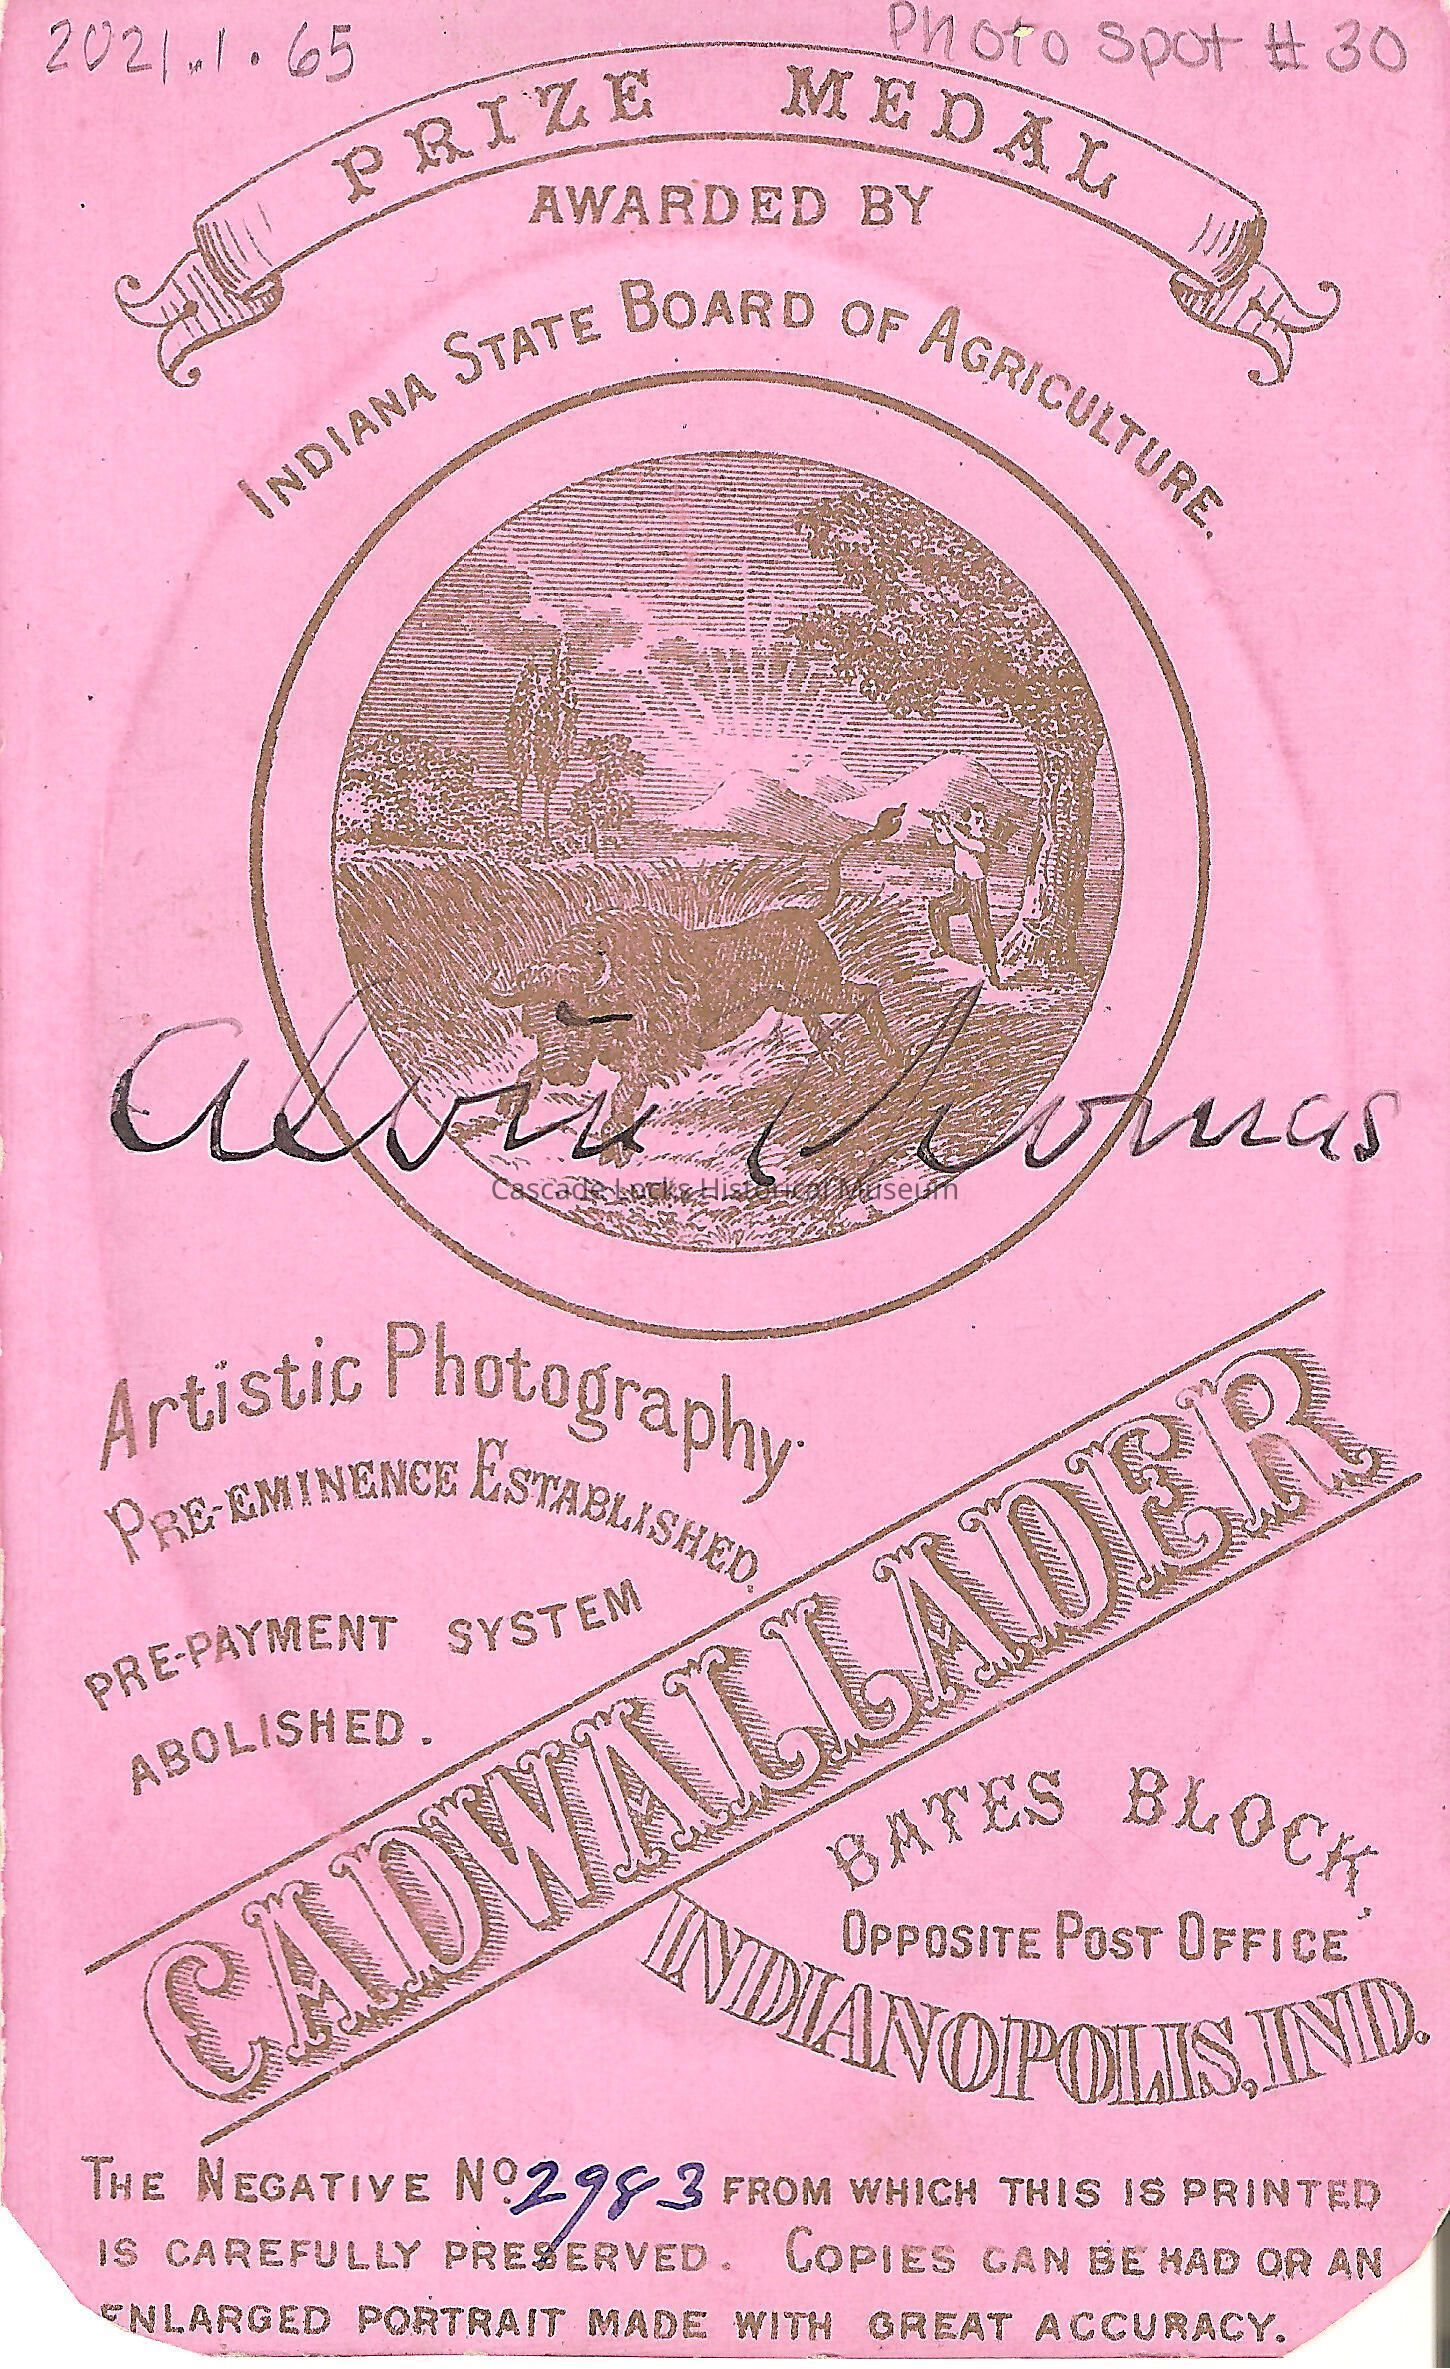 2021.1.65
Photo Spot # 30
PRIZE MEDAL
AWARDED BY
INDIANA STATE BOARD OF AGRICULTURE.
Alvin Thomas
Cascade Locks Historical Museum
Artistic Photography.
PRE-EMINENCE ESTABLISHED.
PRE-PAYMENT SYSTEM
ABOLISHED.
CADWALLADER
BATES BLOCK,
OPPOSITE POST OFFICE
INDIANOPOLIS, IND.
THE NEGATIVE No. 2983 FROM WHICH THIS IS PRINTED
IS CAREFULLY PRESERVED. COPIES CAN BE HAD OR AN
ENLARGED PORTRAIT MADE WITH GREAT ACCURACY.